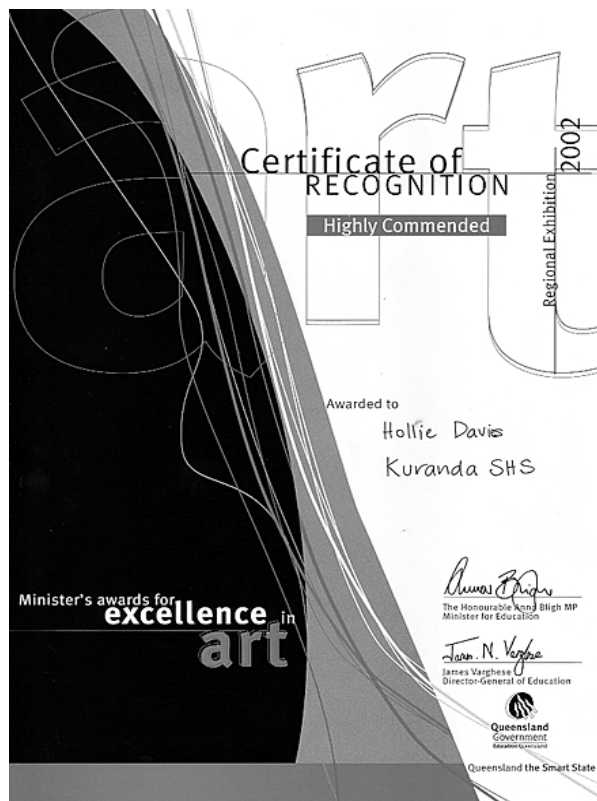 art
Certificate of
RECOGNITION
Highly Commended
Regional Exhibition 2002
Awarded to
Hollie Davis
Kuranda SHS
Minister's awards for
excellence in
art
The Honourable Anna Bligh MP
Minister for Education
James N. Varghese
James Varghese
Director-General of Education
Queensland
Government
Education Queensland
Queensland the Smart State